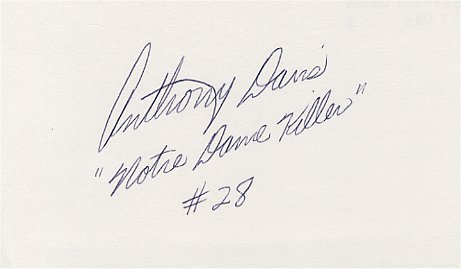 Anthony Davis
"Notre Dame Killer"
#28